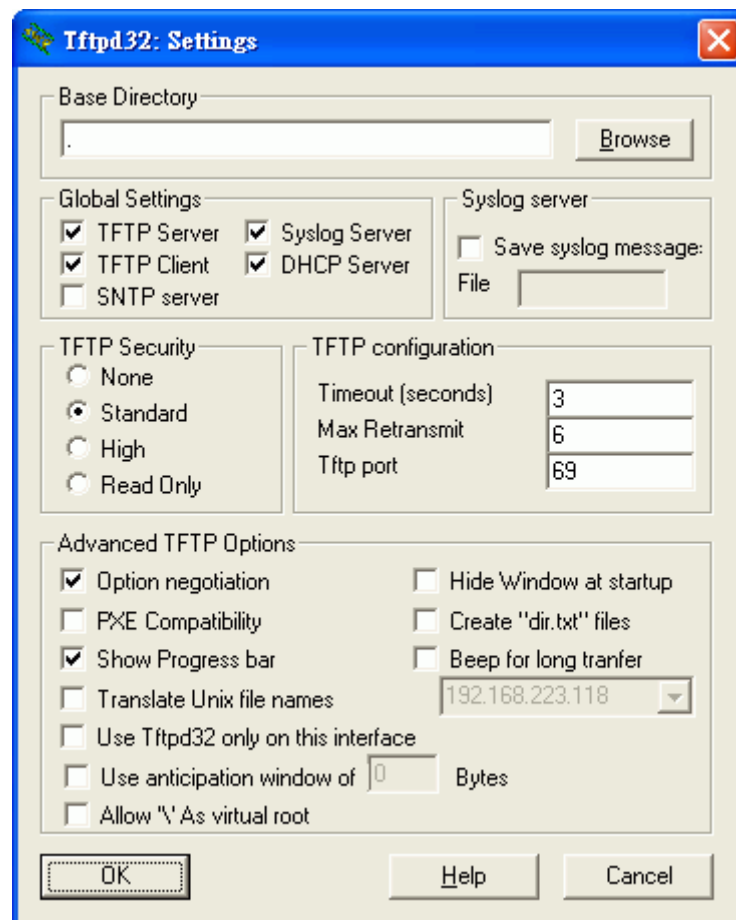 Tftpd32: Settings
Base Directory
.
Browse
Global Settings
TFTP Server
Syslog Server
TFTP Client
DHCP Server
SNTP server
Syslog server
Save syslog message:
File
TFTP Security
None
Standard
High
Read Only
TFTP configuration
Timeout (seconds)
3
Max Retransmit
6
Tftp port
69
Advanced TFTP Options
Option negotiation
Hide Window at startup
PXE Compatibility
Create "dir.txt" files
Show Progress bar
Beep for long tranfer
Translate Unix file names
192.168.223.118
Use Tftpd32 only on this interface
Use anticipation window of 0 Bytes
Allow '\' As virtual root
OK
Help
Cancel